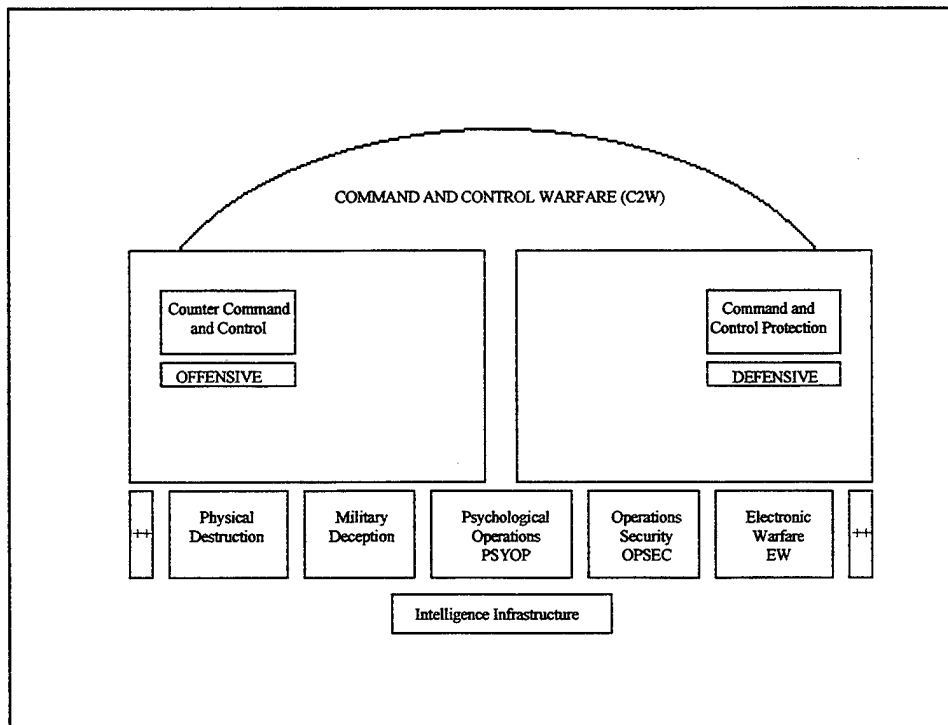 COMMAND AND CONTROL WARFARE (C2W)
Counter Command
and Control
OFFENSIVE
Command and
Control Protection
DEFENSIVE
++
Physical
Destruction
Military
Deception
Psychological
Operations
PSYOP
Operations
Security
OPSEC
Electronic
Warfare
EW
++
Intelligence Infrastructure